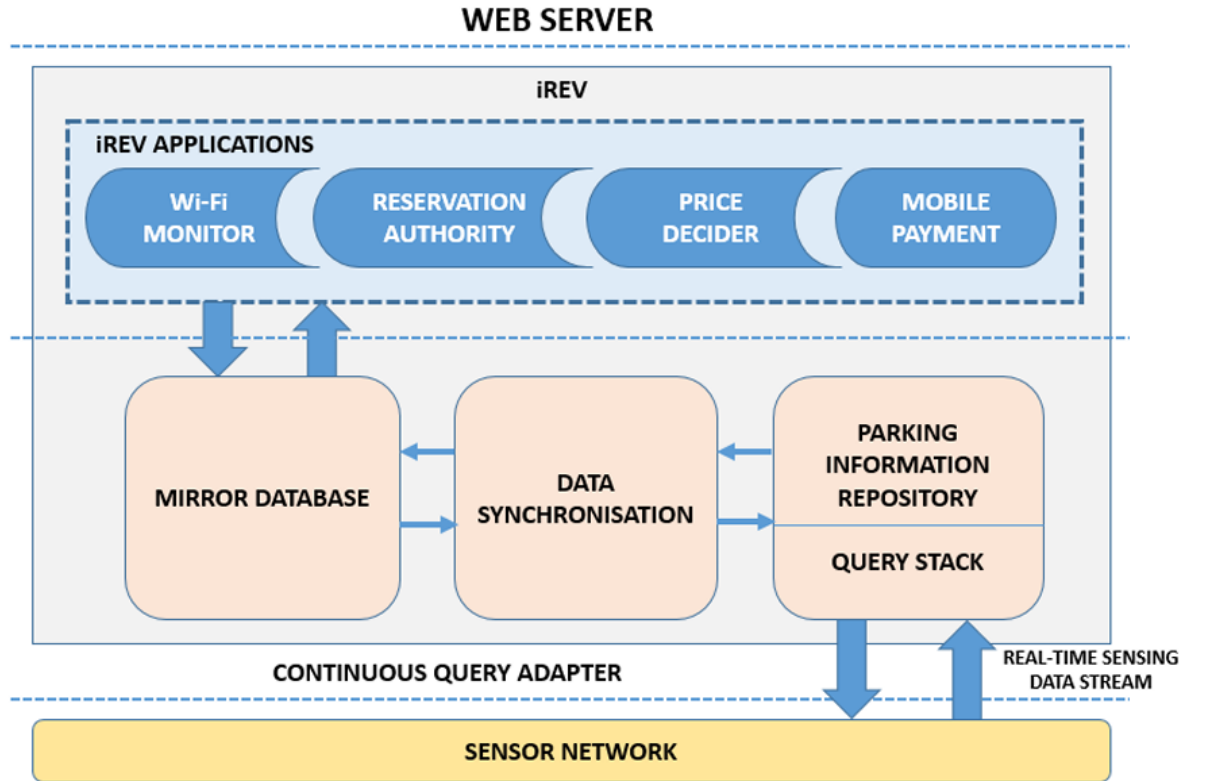 WEB SERVER
iREV
iREV APPLICATIONS
Wi-Fi
MONITOR
RESERVATION
AUTHORITY
PRICE
DECIDER
MOBILE
PAYMENT
MIRROR DATABASE
DATA
SYNCHRONISATION
PARKING
INFORMATION
REPOSITORY
QUERY STACK
CONTINUOUS QUERY ADAPTER
REAL-TIME SENSING
DATA STREAM
SENSOR NETWORK